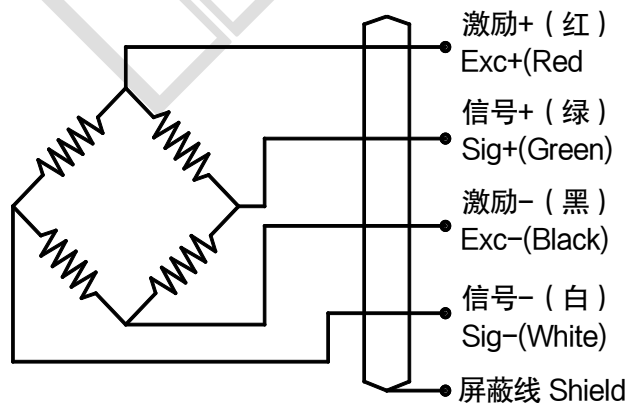 激励+（红）
Exc+(Red
信号+（绿）
Sig+(Green)
激励-（黑）
Exc-(Black)
信号-（白）
Sig-(White)
屏蔽线 Shield